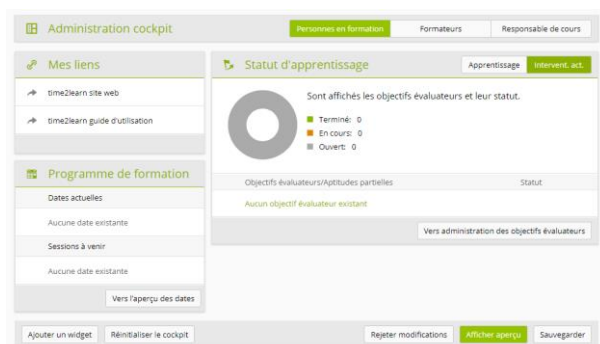 Administration cockpit
Personnes en formation
Formateurs
Responsable de cours
Mes liens
time2learn site web
time2learn guide d'utilisation
Programme de formation
Dates actuelles
Aucune date existante
Sessions à venir
Aucune date existante
Vers l'aperçu des dates
Statut d'apprentissage
Apprentissage
Intervent. act.
Sont affichés les objectifs évaluateurs et leur statut.
Terminé: 0
En cours: 0
Ouvert: 0
Objectifs évaluateurs/Aptitudes partielles Statut
Aucun objectif évaluateur existant
Vers administration des objectifs évaluateurs
Ajouter un widget
Réinitialiser le cockpit
Rejeter modifications
Afficher aperçu
Sauvegarder